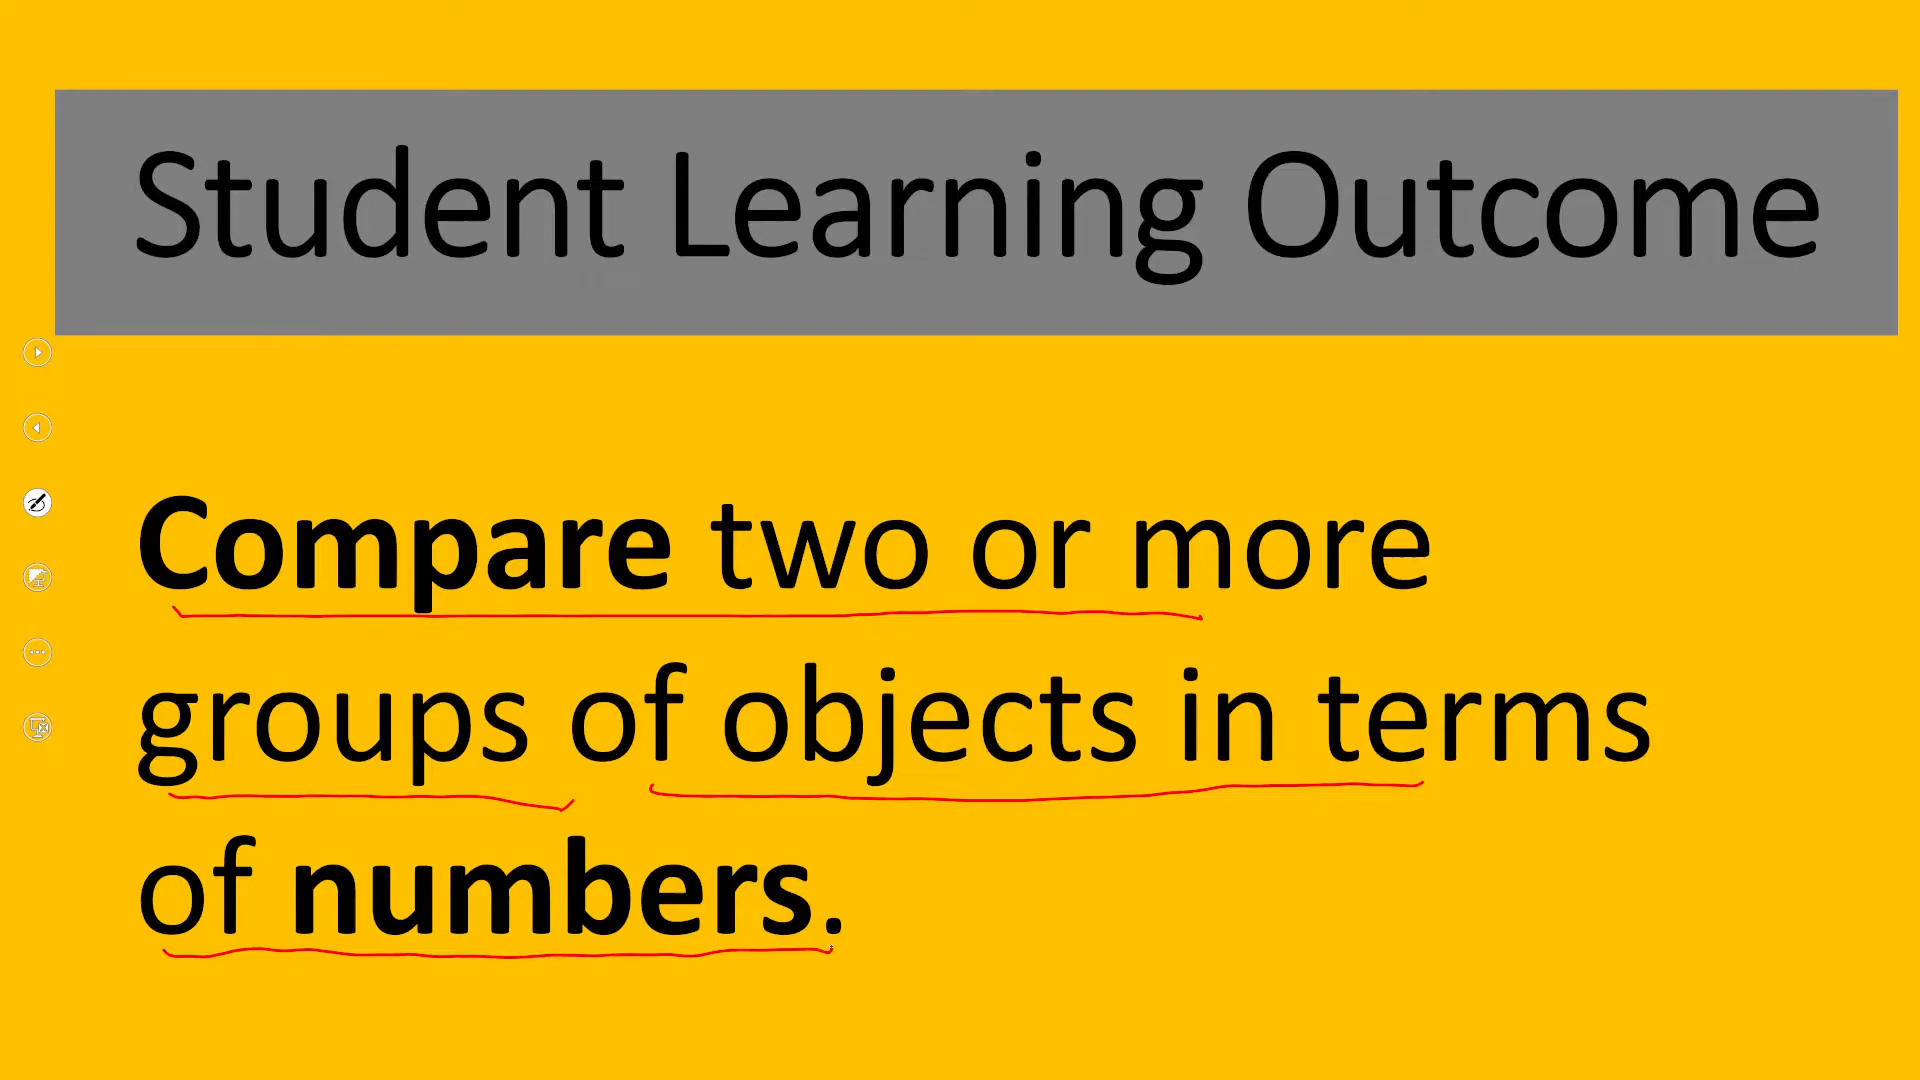 Student Learning Outcome
Compare two or more
groups of objects in terms
of numbers.